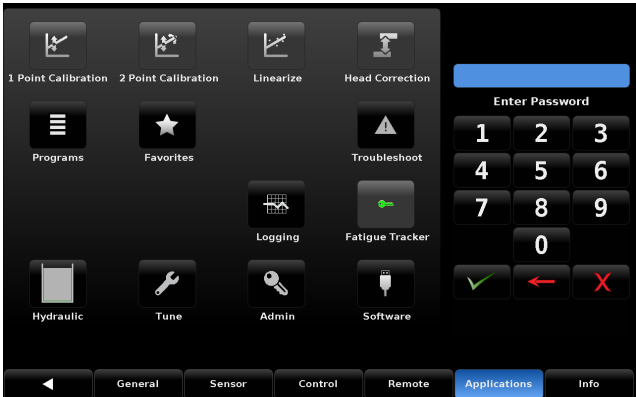 1 Point Calibration
2 Point Calibration
Linearize
Head Correction
Programs
Favorites
Troubleshoot
Logging
Fatigue Tracker
Hydraulic
Tune
Admin
Software
Enter Password
1 2 3
4 5 6
7 8 9
0
General
Sensor
Control
Remote
Applications
Info